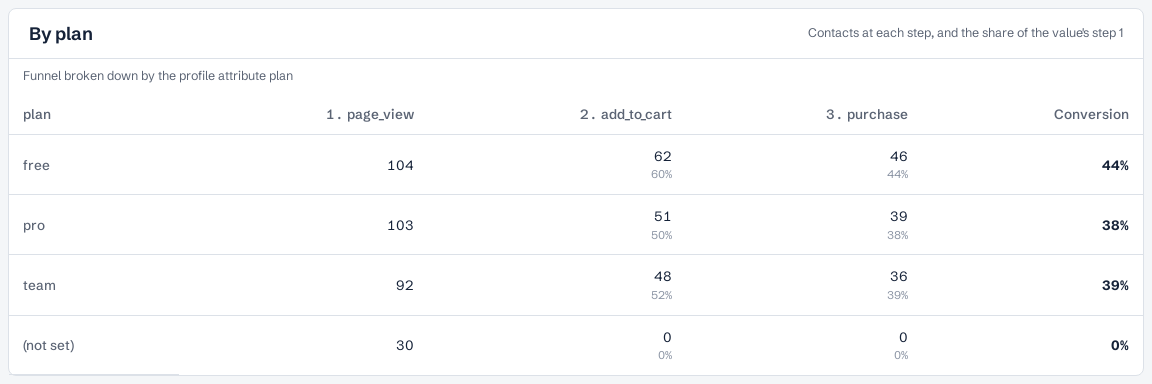 By plan
Contacts at each step, and the share of the value's step 1
Funnel broken down by the profile attribute plan
plan 1. page_view 2. add_to_cart 3. purchase Conversion
free 104 62 46 44%
60% 44%
pro 103 51 39 38%
50% 38%
team 92 48 36 39%
52% 39%
(not set) 30 0 0 0%
0% 0%